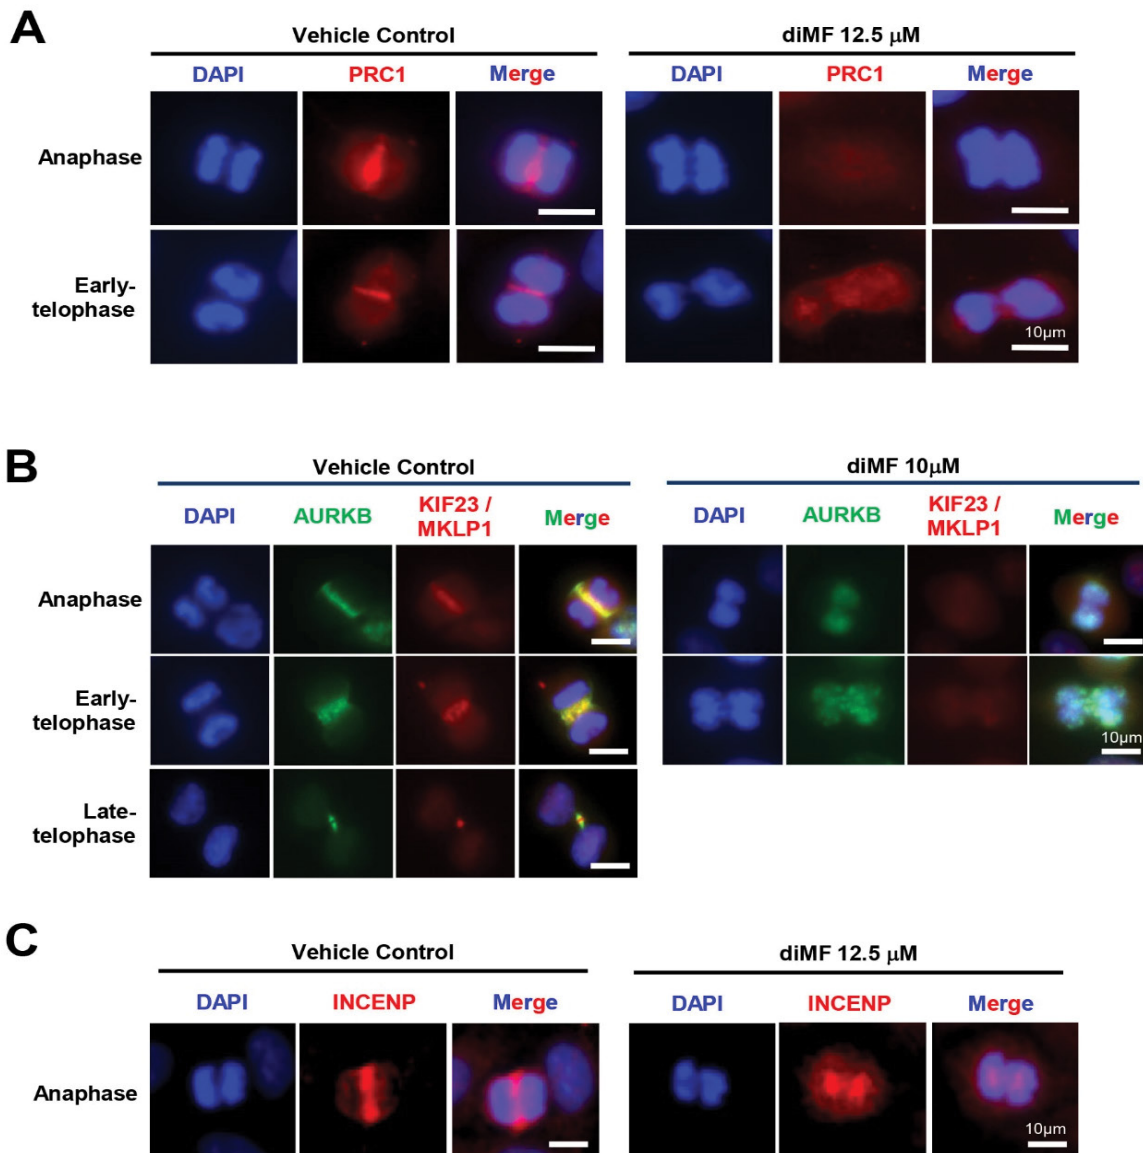 A
Vehicle Control
diMF 12.5 μM
DAPI PRC1 Merge DAPI PRC1 Merge
Anaphase
Early-
telophase
10μm
B
Vehicle Control
diMF 10μM
DAPI AURKB KIF23 /
MKLP1 Merge DAPI AURKB KIF23 /
MKLP1 Merge
Anaphase
Early-
telophase
10μm
Late-
telophase
C
Vehicle Control
diMF 12.5 μM
DAPI INCENP Merge DAPI INCENP Merge
Anaphase
10μm